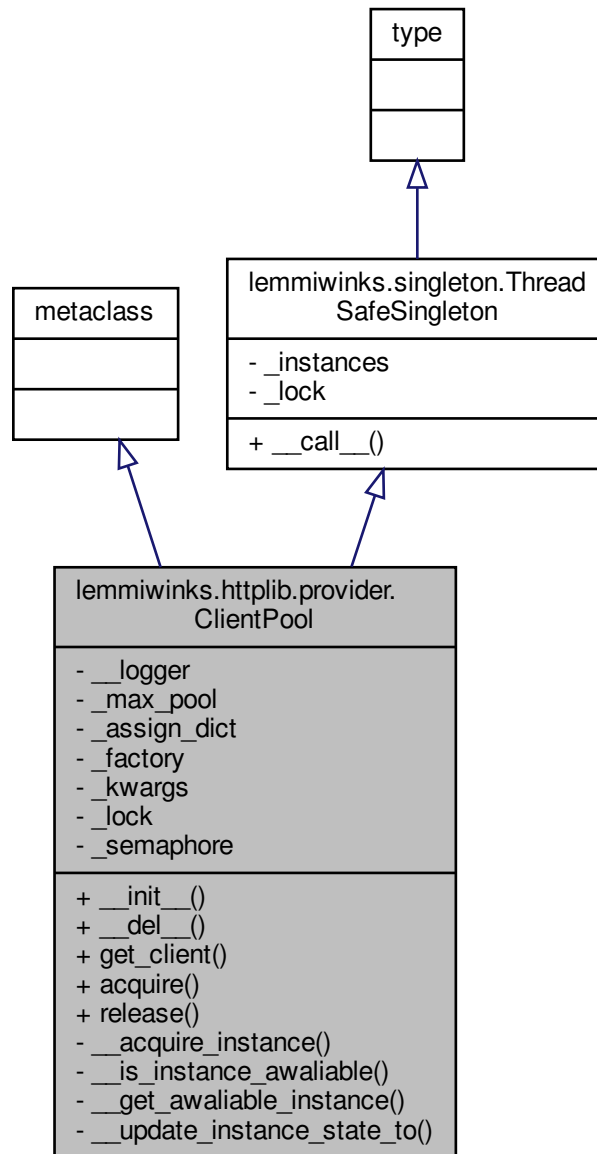 type
lemmiwinks.singleton.Thread
SafeSingleton
- _instances
- _lock
+ __call__()
metaclass
lemmiwinks.httplib.provider.
ClientPool
- __logger
- _max_pool
- _assign_dict
- _factory
- _kwargs
- _lock
- _semaphore
+ __init__()
+ __del__()
+ get_client()
+ acquire()
+ release()
- __acquire_instance()
- __is_instance_awaliable()
- __get_awaliable_instance()
- __update_instance_state_to()